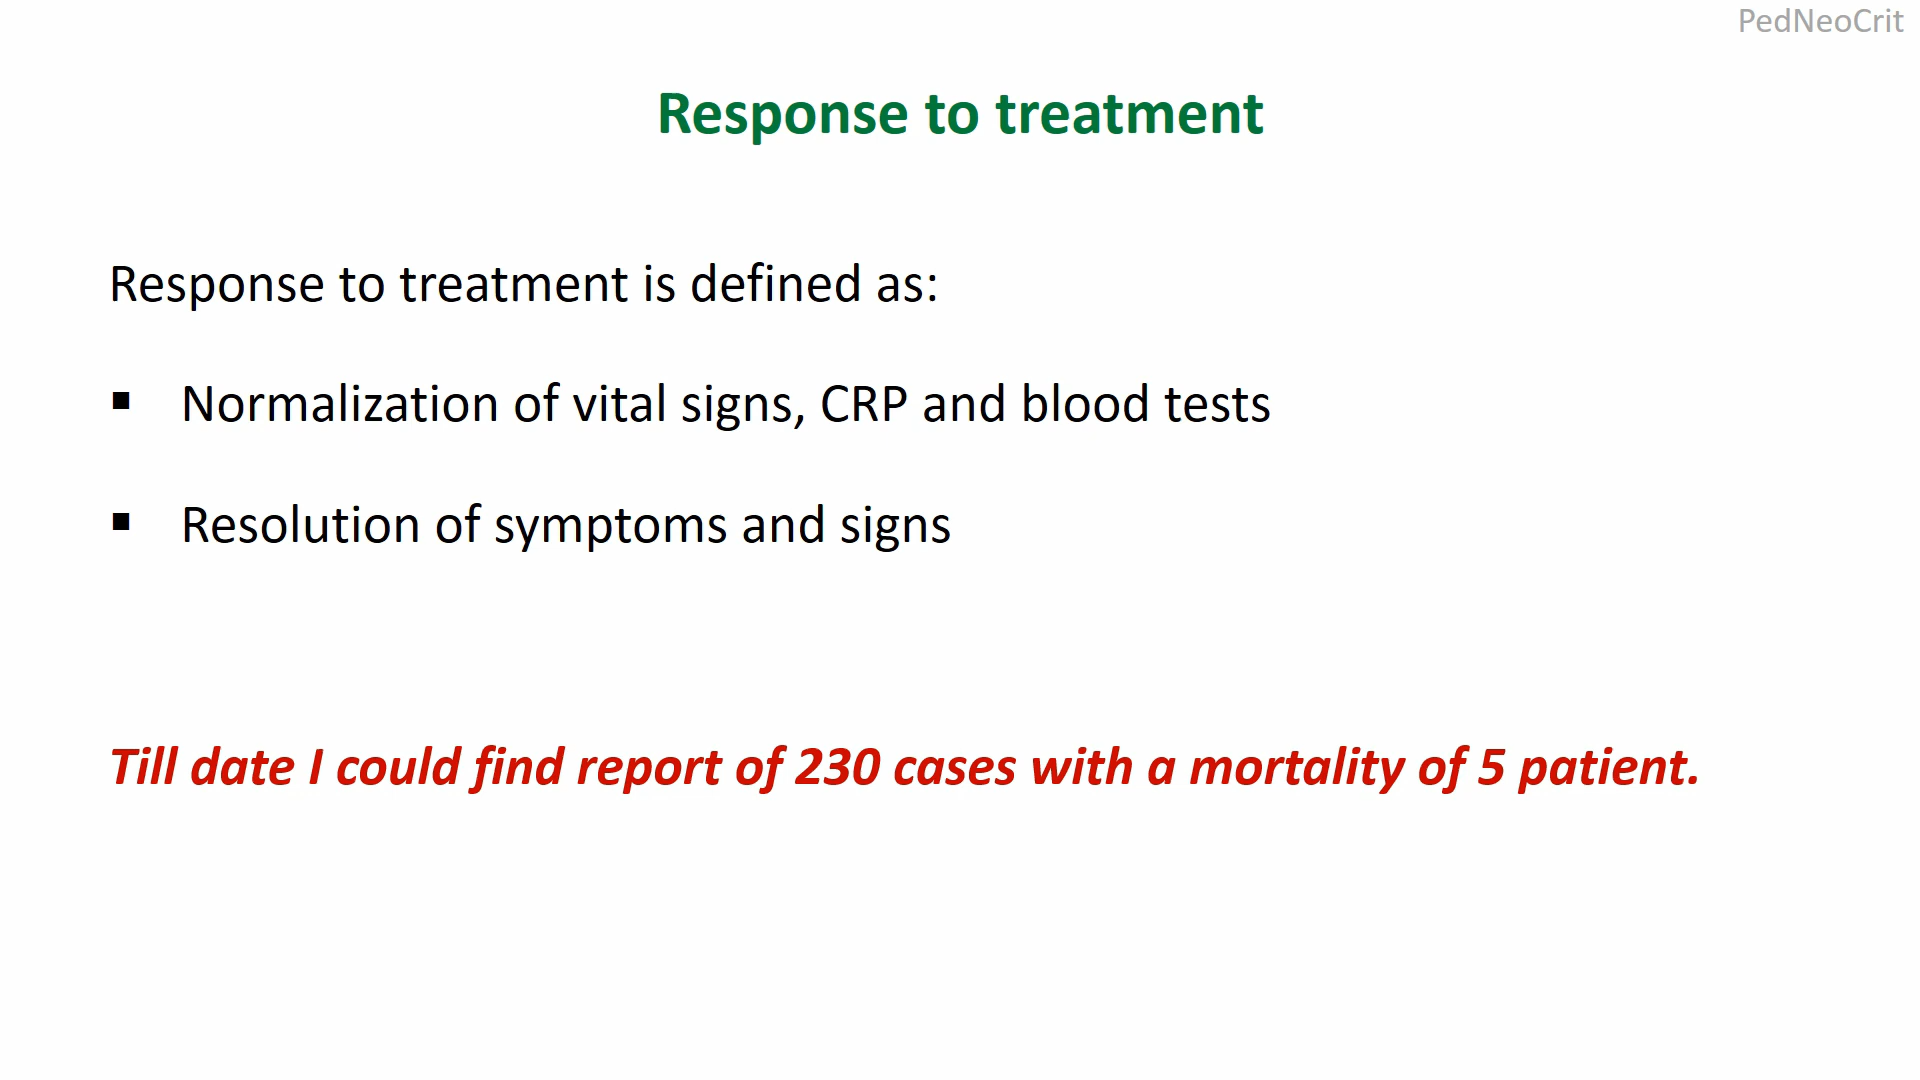 PedNeoCrit
Response to treatment
Response to treatment is defined as:
▪ Normalization of vital signs, CRP and blood tests
▪ Resolution of symptoms and signs
Till date I could find report of 230 cases with a mortality of 5 patient.